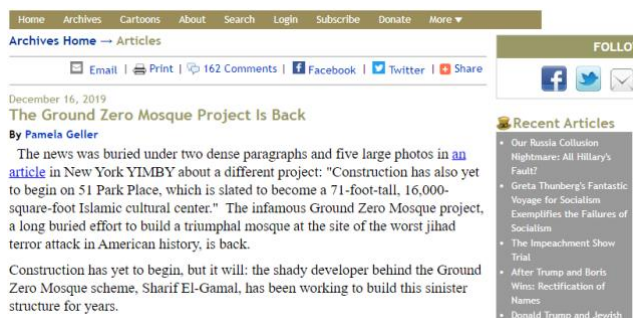 Home Archives Cartoons About Search Login Subscribe Donate More ▼
Archives Home → Articles
Email | Print | 162 Comments | Facebook | Twitter | Share
December 16, 2019
The Ground Zero Mosque Project Is Back
By Pamela Geller
The news was buried under two dense paragraphs and five large photos in an
article in New York YIMBY about a different project: "Construction has also yet
to begin on 51 Park Place, which is slated to become a 71-foot-tall, 16,000-
square-foot Islamic cultural center." The infamous Ground Zero Mosque project,
a long buried effort to build a triumphal mosque at the site of the worst jihad
terror attack in American history, is back.
Construction has yet to begin, but it will: the shady developer behind the Ground
Zero Mosque scheme, Sharif El-Gamal, has been working to build this sinister
structure for years.
FOLLO
Recent Articles
Our Russia Collusion
Nightmare: All Hillary's
Fault?
Greta Thunberg's Fantastic
Voyage for Socialism
Exemplifies the Failures of
Socialism
The Impeachment Show
Trial
After Trump and Boris
Wins: Rectification of
Names
Donald Trump and Jewish